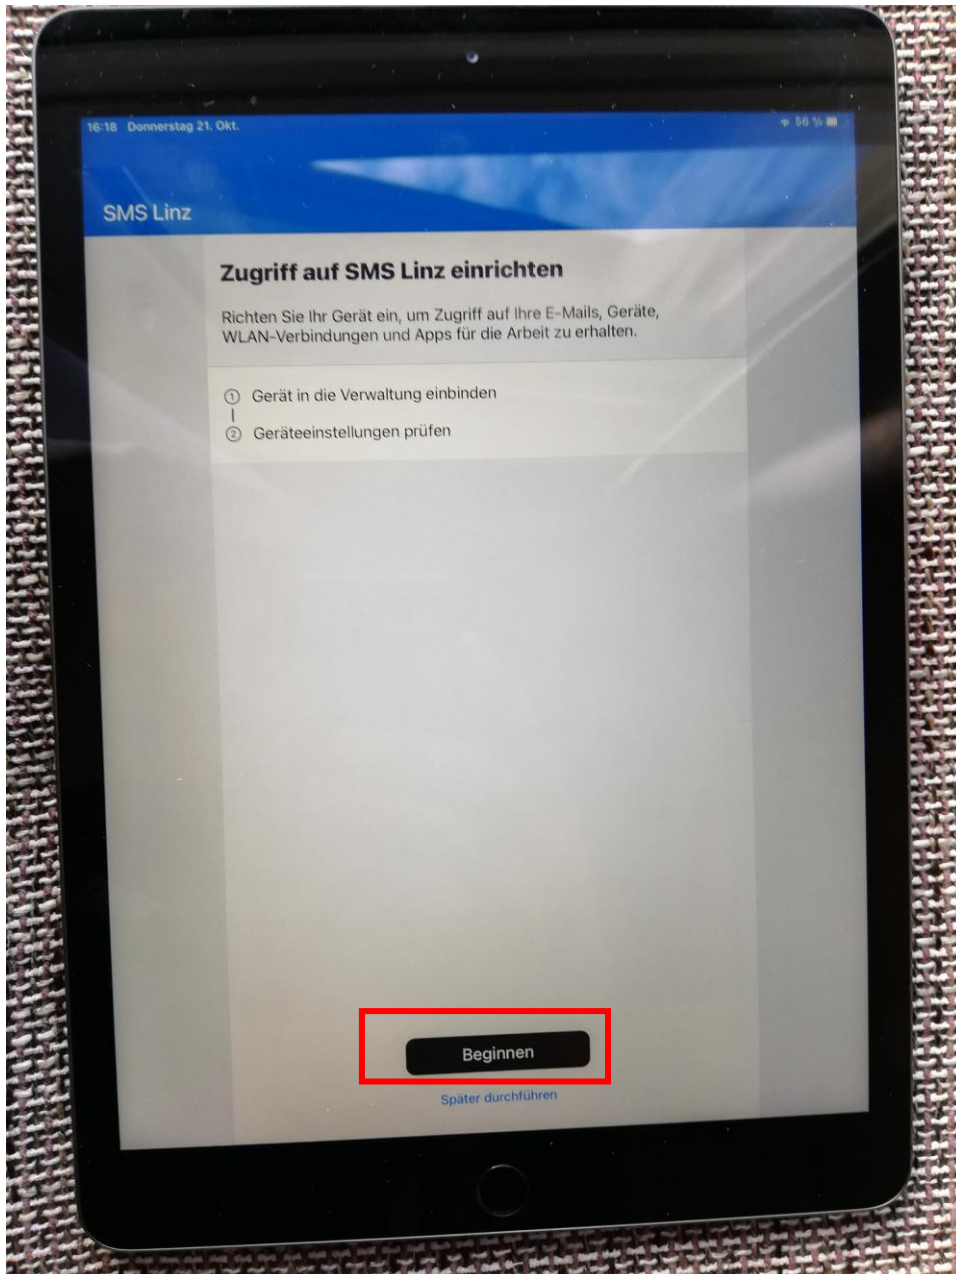 16:18 Donnerstag 21. Okt.
56 %
SMS Linz
Zugriff auf SMS Linz einrichten
Richten Sie Ihr Gerät ein, um Zugriff auf Ihre E-Mails, Geräte,
WLAN-Verbindungen und Apps für die Arbeit zu erhalten.
1 Gerät in die Verwaltung einbinden
2 Geräteeinstellungen prüfen
Beginnen
Später durchführen